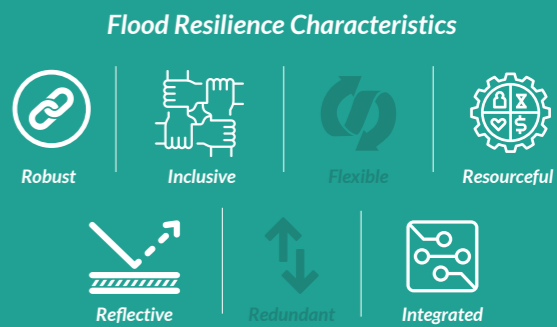 Flood Resilience Characteristics
Robust
Inclusive
Flexible
Resourceful
Reflective
Redundant
Integrated